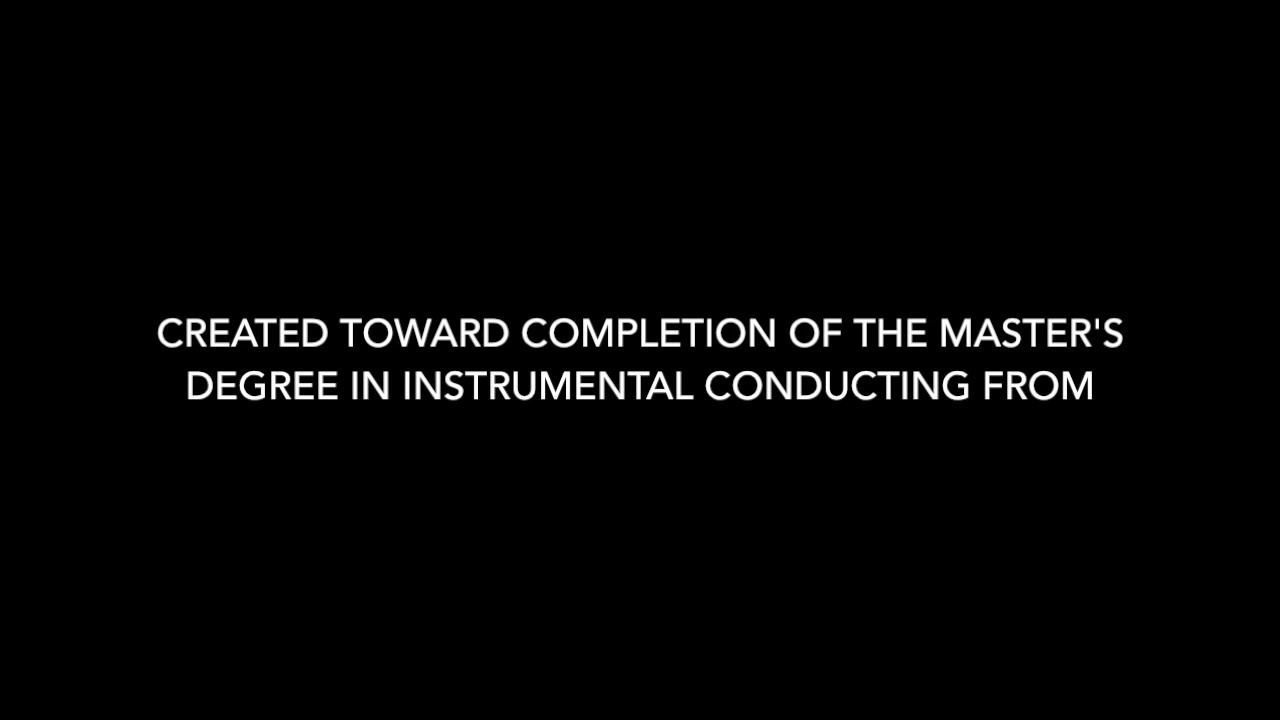 CREATED TOWARD COMPLETION OF THE MASTER'S
DEGREE IN INSTRUMENTAL CONDUCTING FROM